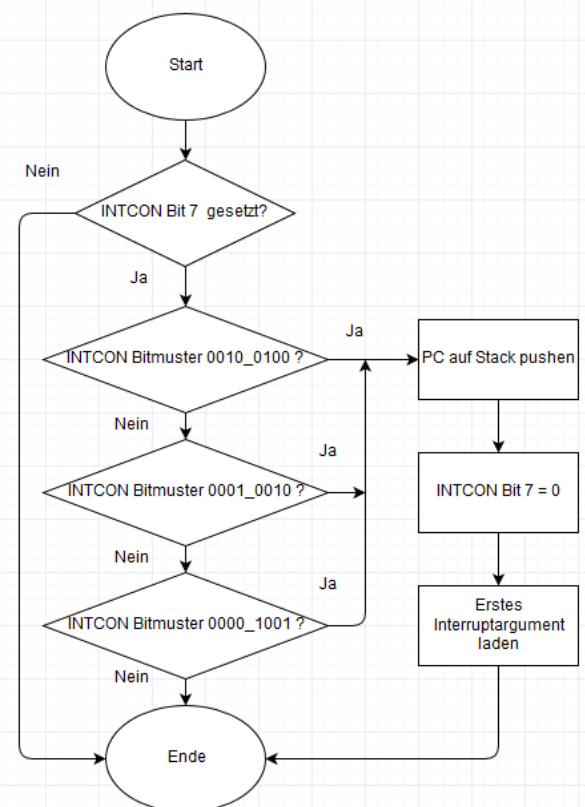 Start
Nein
INTCON Bit 7 gesetzt?
Ja
INTCON Bitmuster 0010_0100 ?
Ja
PC auf Stack pushen
Nein
INTCON Bitmuster 0001_0010 ?
Ja
INTCON Bit 7 = 0
Nein
INTCON Bitmuster 0000_1001 ?
Ja
Erstes
Interruptargument
laden
Nein
Ende